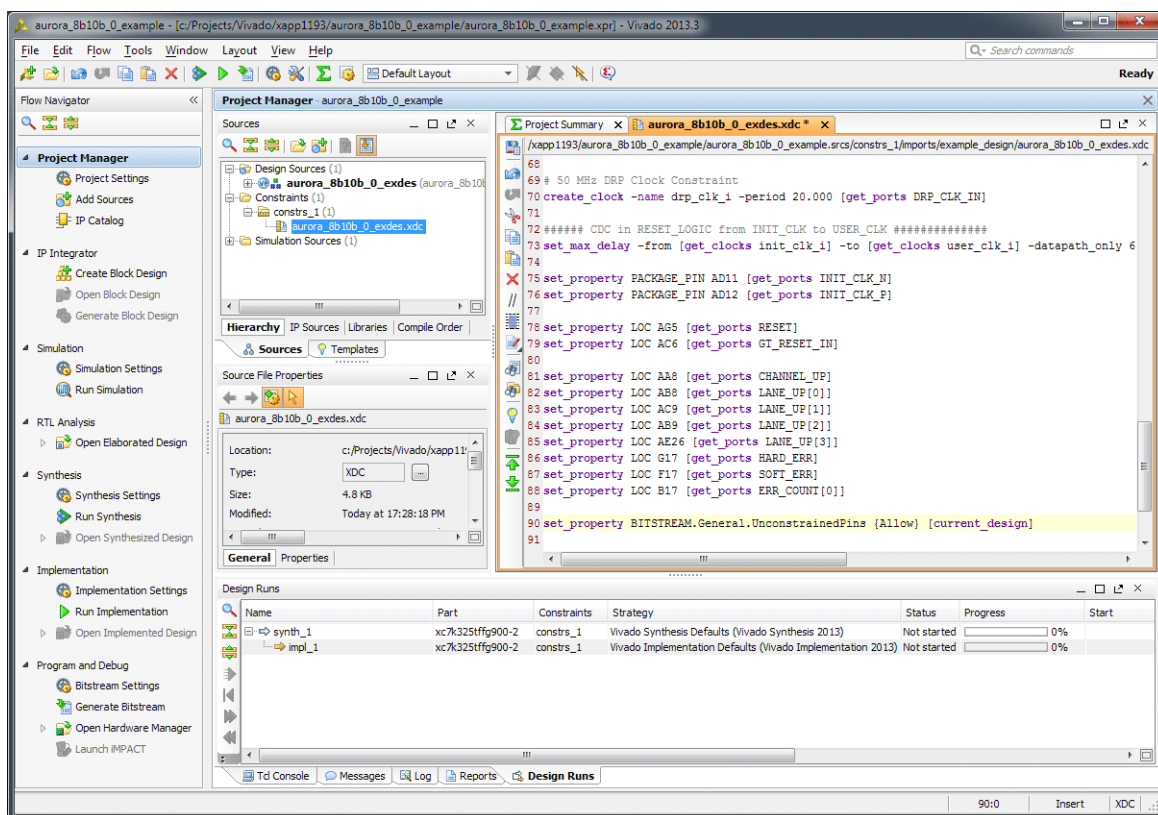 aurora_8b10b_0_example - [c:/Projects/Vivado/xapp1193/aurora_8b10b_0_example/aurora_8b10b_0_example.xpr] - Vivado 2013.3
File Edit Flow Tools Window Layout View Help
Search commands
Default Layout
Ready
Flow Navigator
Project Manager
Project Settings
Add Sources
IP Catalog
IP Integrator
Create Block Design
Open Block Design
Generate Block Design
Simulation
Simulation Settings
Run Simulation
RTL Analysis
Open Elaborated Design
Synthesis
Synthesis Settings
Run Synthesis
Open Synthesized Design
Implementation
Implementation Settings
Run Implementation
Open Implemented Design
Program and Debug
Bitstream Settings
Generate Bitstream
Open Hardware Manager
Launch iMPACT
Project Manager - aurora_8b10b_0_example
Sources
Design Sources (1)
aurora_8b10b_0_exdes (aurora_8b10b
Constraints (1)
constrs_1 (1)
aurora_8b10b_0_exdes.xdc
Simulation Sources (1)
Hierarchy IP Sources Libraries Compile Order
Sources Templates
Source File Properties
aurora_8b10b_0_exdes.xdc
Location: c:/Projects/Vivado/xapp11
Type: XDC ...
Size: 4.8 KB
Modified: Today at 17:28:18 PM
General Properties
Project Summary aurora_8b10b_0_exdes.xdc *
/xapp1193/aurora_8b10b_0_example/aurora_8b10b_0_example.srcs/constrs_1/imports/example_design/aurora_8b10b_0_exdes.xdc
68
69 # 50 MHz DRP Clock Constraint
70 create_clock -name drp_clk_i -period 20.000 [get_ports DRP_CLK_IN]
71
72 ###### CDC in RESET_LOGIC from INIT_CLK to USER_CLK ##############
73 set_max_delay -from [get_clocks init_clk_i] -to [get_clocks user_clk_i] -datapath_only 6
74
75 set_property PACKAGE_PIN AD11 [get_ports INIT_CLK_N]
76 set_property PACKAGE_PIN AD12 [get_ports INIT_CLK_P]
77
78 set_property LOC AG5 [get_ports RESET]
79 set_property LOC AC6 [get_ports GT_RESET_IN]
80
81 set_property LOC AA8 [get_ports CHANNEL_UP]
82 set_property LOC AB8 [get_ports LANE_UP[0]]
83 set_property LOC AC9 [get_ports LANE_UP[1]]
84 set_property LOC AB9 [get_ports LANE_UP[2]]
85 set_property LOC AE26 [get_ports LANE_UP[3]]
86 set_property LOC G17 [get_ports HARD_ERR]
87 set_property LOC F17 [get_ports SOFT_ERR]
88 set_property LOC B17 [get_ports ERR_COUNT[0]]
89
90 set_property BITSTREAM.General.UnconstrainedPins {Allow} [current_design]
91
Design Runs
Name Part Constraints Strategy Status Progress Start
synth_1 xc7k325tffg900-2 constrs_1 Vivado Synthesis Defaults (Vivado Synthesis 2013) Not started 0%
impl_1 xc7k325tffg900-2 constrs_1 Vivado Implementation Defaults (Vivado Implementation 2013) Not started 0%
Tcl Console Messages Log Reports Design Runs
90:0 Insert XDC